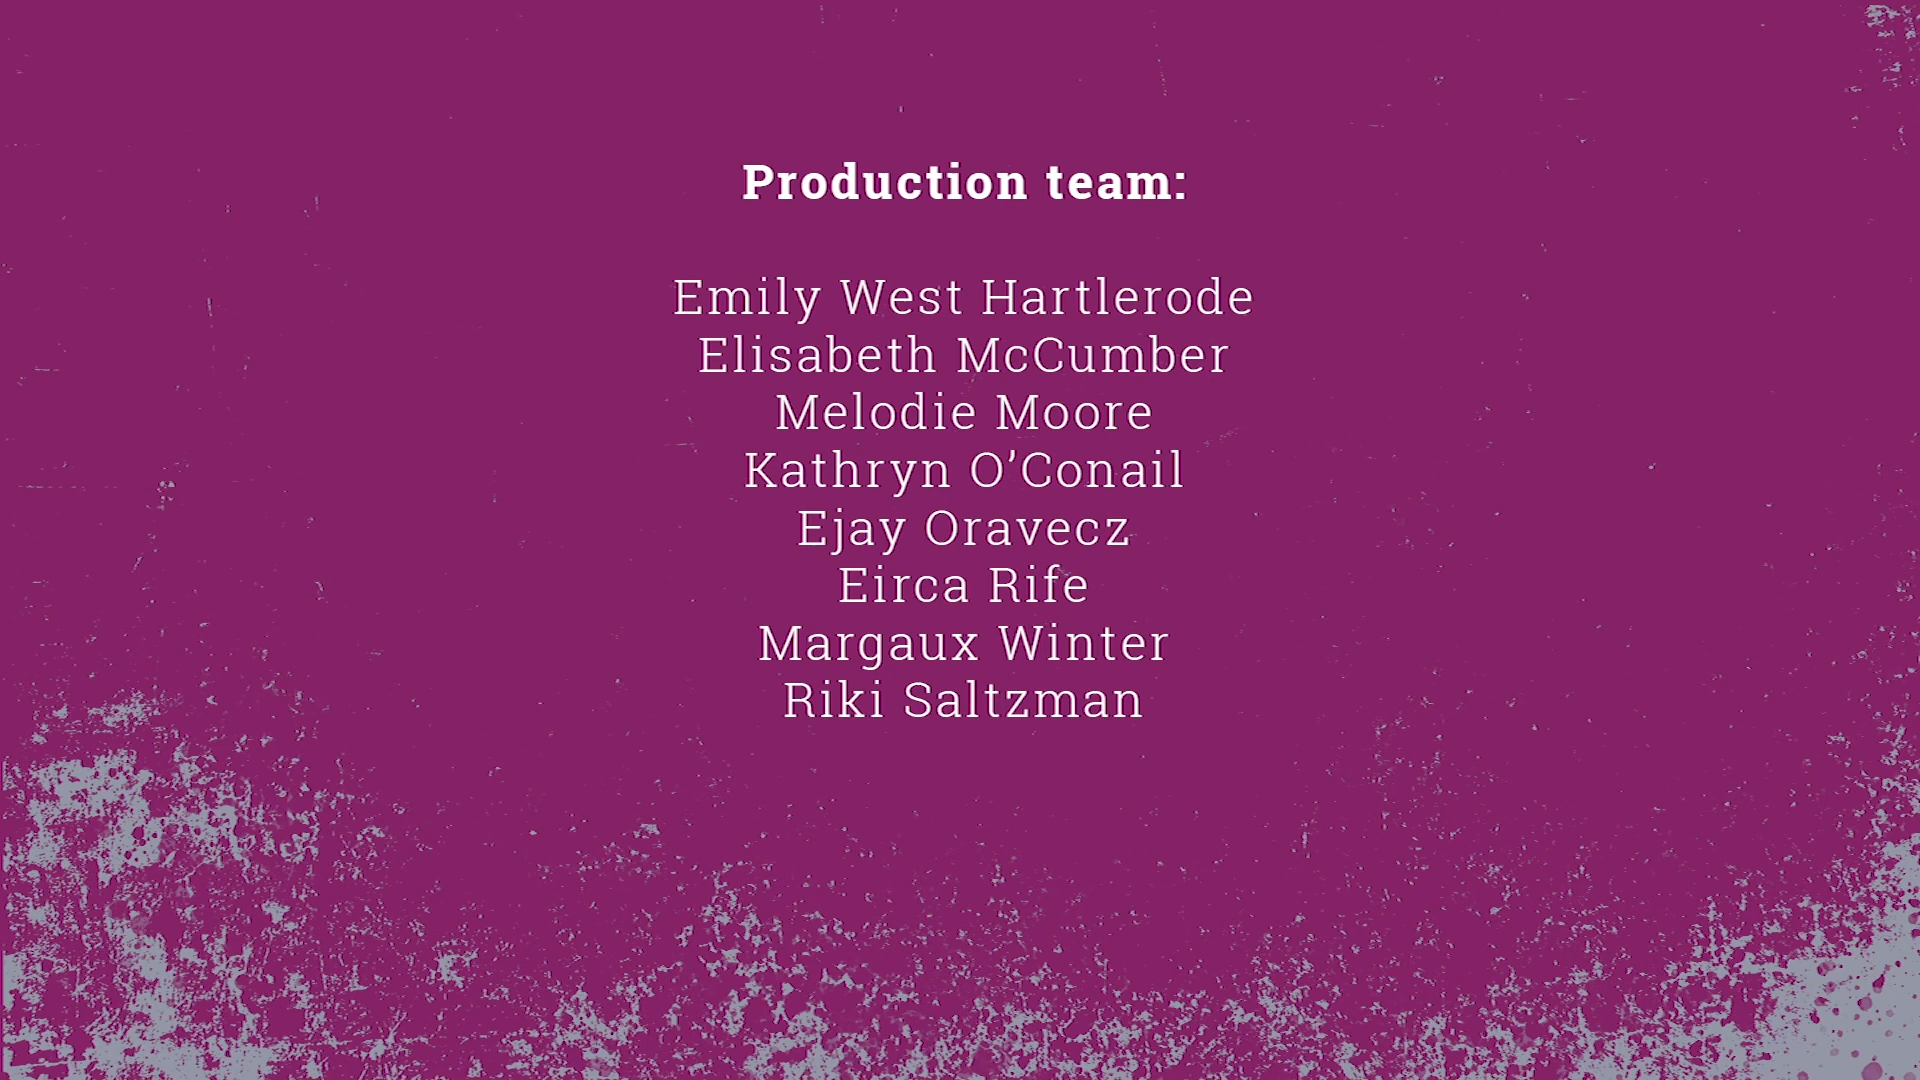 Production team:
Emily West Hartlerode
Elisabeth McCumber
Melodie Moore
Kathryn O’Conail
Ejay Oravecz
Eirca Rife
Margaux Winter
Riki Saltzman